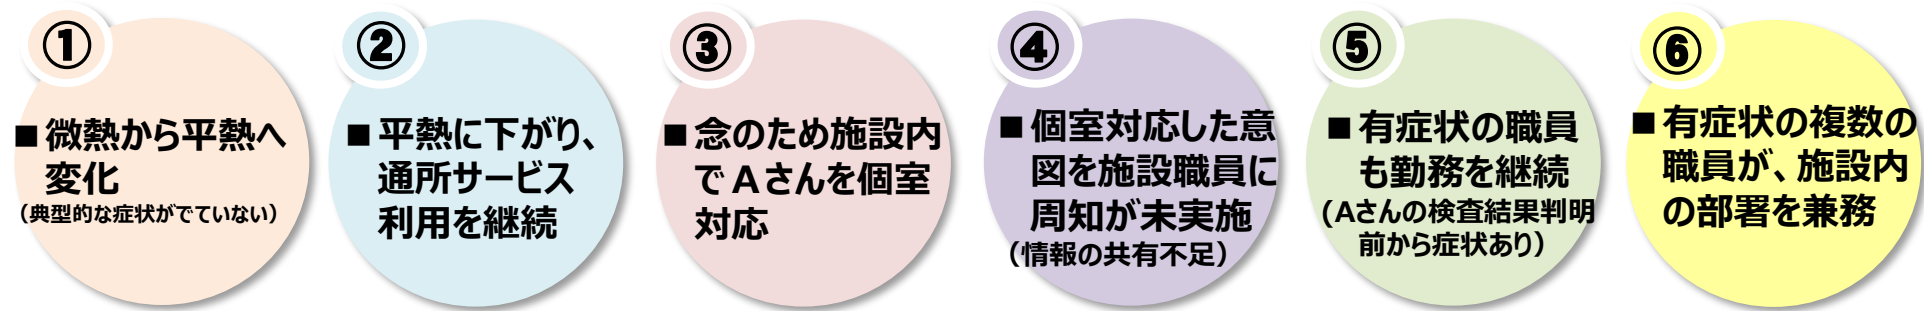 ①
■ 微熱から平熱へ
変化
（典型的な症状がでていない）
②
■ 平熱に下がり、
通所サービス
利用を継続
③
■ 念のため施設内
でAさんを個室
対応
④
■ 個室対応した意
図を施設職員に
周知が未実施
（情報の共有不足）
⑤
■ 有症状の職員
も勤務を継続
(Aさんの検査結果判明
前から症状あり）
⑥
■ 有症状の複数の
職員が、施設内
の部署を兼務